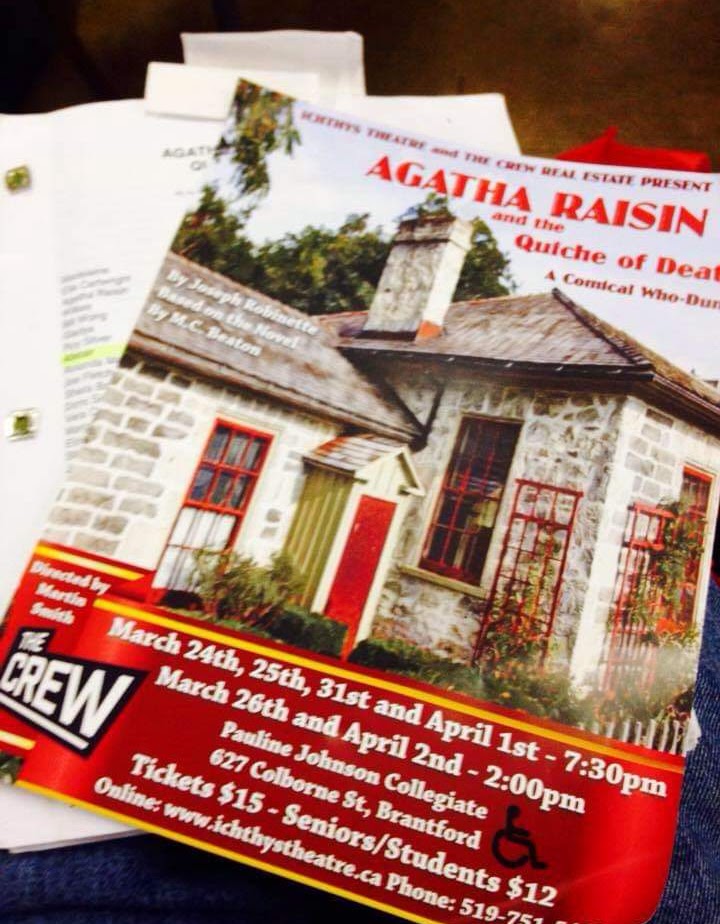 ICHTHYS THEATRE and THE CREW REAL ESTATE PRESENT
AGATHA RAISIN
and the
Quiche of Deat
A Comical Who-Dun
By Joseph Robinette
Based on the Novel
By M.C. Beaton
Directed by
Martin
Smith
THE
CREW
March 24th, 25th, 31st and April 1st - 7:30pm
March 26th and April 2nd - 2:00pm
Pauline Johnson Collegiate
627 Colborne St, Brantford
Tickets $15 - Seniors/Students $12
Online: www.ichthystheatre.ca Phone: 519-751-
AGATH